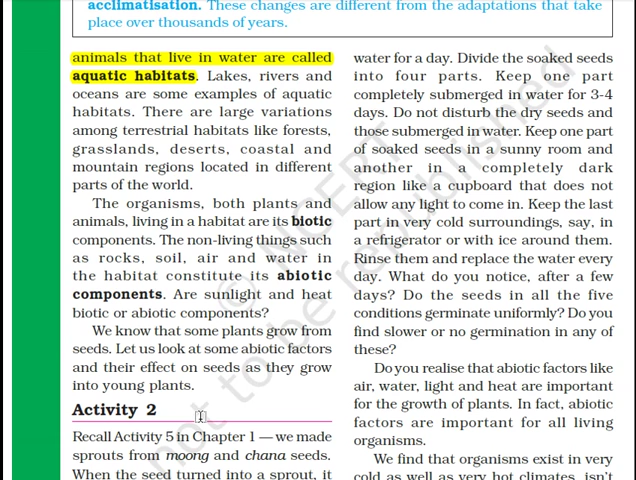 acclimatisation. These changes are different from the adaptations that take
place over thousands of years.
animals that live in water are called
aquatic habitats. Lakes, rivers and
oceans are some examples of aquatic
habitats. There are large variations
among terrestrial habitats like forests,
grasslands, deserts, coastal and
mountain regions located in different
parts of the world.
The organisms, both plants and
animals, living in a habitat are its biotic
components. The non-living things such
as rocks, soil, air and water in
the habitat constitute its abiotic
components. Are sunlight and heat
biotic or abiotic components?
We know that some plants grow from
seeds. Let us look at some abiotic factors
and their effect on seeds as they grow
into young plants.
Activity 2
Recall Activity 5 in Chapter 1 — we made
sprouts from moong and chana seeds.
When the seed turned into a sprout, it
water for a day. Divide the soaked seeds
into four parts. Keep one part
completely submerged in water for 3-4
days. Do not disturb the dry seeds and
those submerged in water. Keep one part
of soaked seeds in a sunny room and
another in a completely dark
region like a cupboard that does not
allow any light to come in. Keep the last
part in very cold surroundings, say, in
a refrigerator or with ice around them.
Rinse them and replace the water every
day. What do you notice, after a few
days? Do the seeds in all the five
conditions germinate uniformly? Do you
find slower or no germination in any of
these?
Do you realise that abiotic factors like
air, water, light and heat are important
for the growth of plants. In fact, abiotic
factors are important for all living
organisms.
We find that organisms exist in very
cold as well as very hot climates, isn't
© NCERT
not to be republished